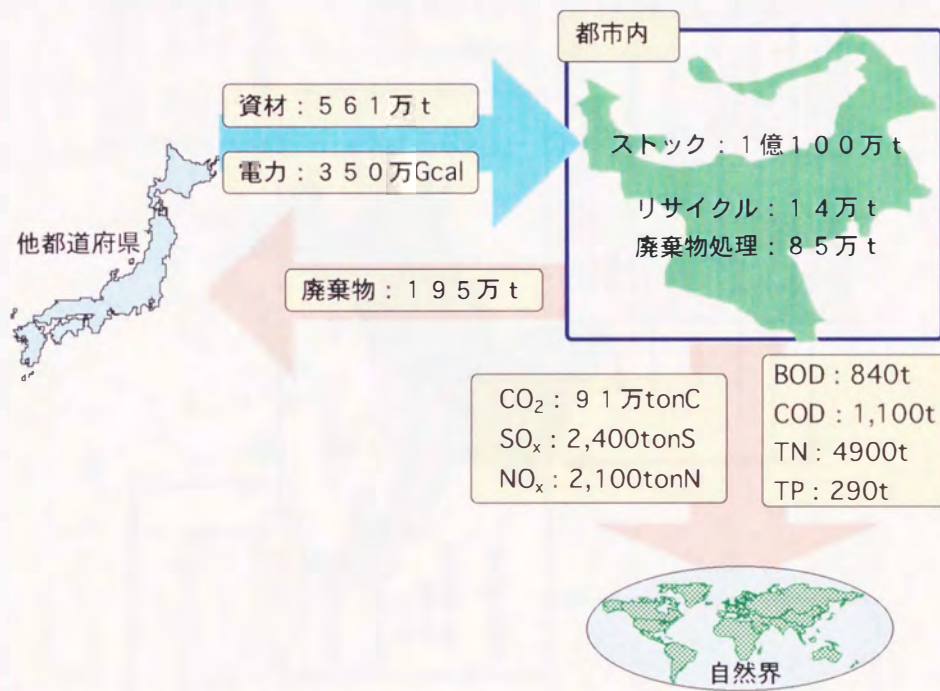 都市内
資材：５６１万ｔ
電力：３５０万Gcal
ストック：１億１００万ｔ
リサイクル：１４万ｔ
廃棄物処理：８５万ｔ
他都道府県
廃棄物：１９５万ｔ
CO₂：９１万tonC
SOₓ：2,400tonS
NOₓ：2,100tonN
BOD：840t
COD：1,100t
TN：4900t
TP：290t
自然界